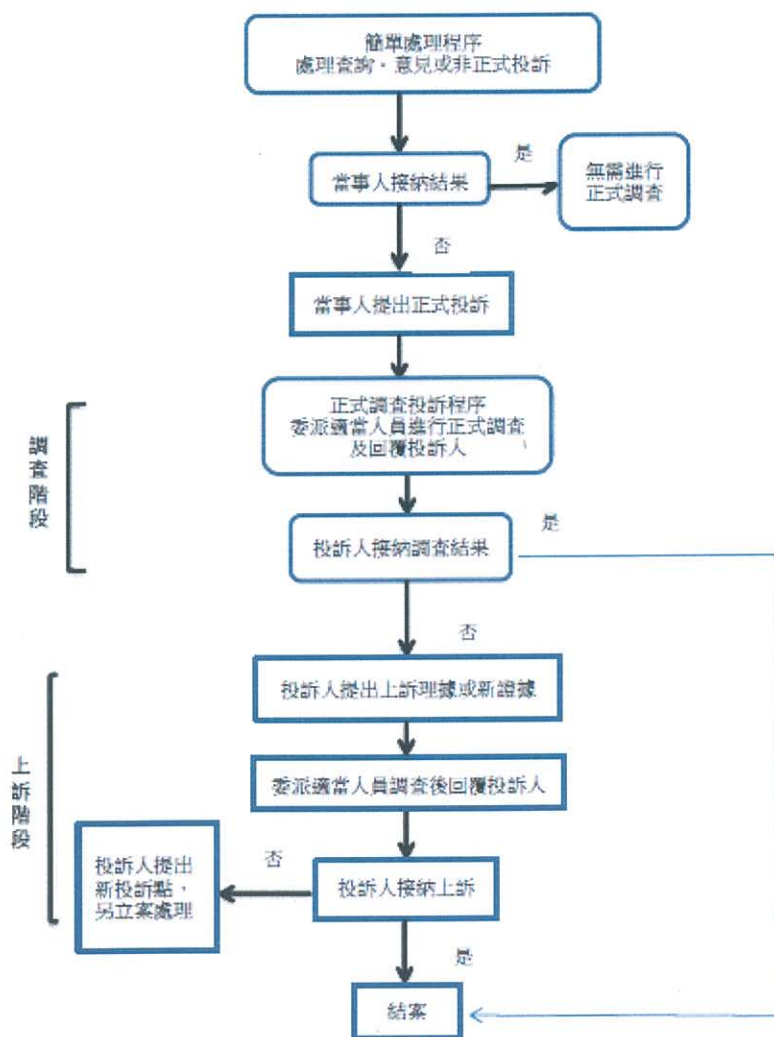 簡單處理程序
處理查詢、意見或非正式投訴
當事人接納結果
是
無需進行
正式調查
否
當事人提出正式投訴
調查階段
正式調查投訴程序
委派適當人員進行正式調查
及回覆投訴人
投訴人接納調查結果
是
否
上訴階段
投訴人提出上訴理據或新證據
委派適當人員調查後回覆投訴人
投訴人接納上訴
否
投訴人提出
新投訴點，
另立案處理
是
結案